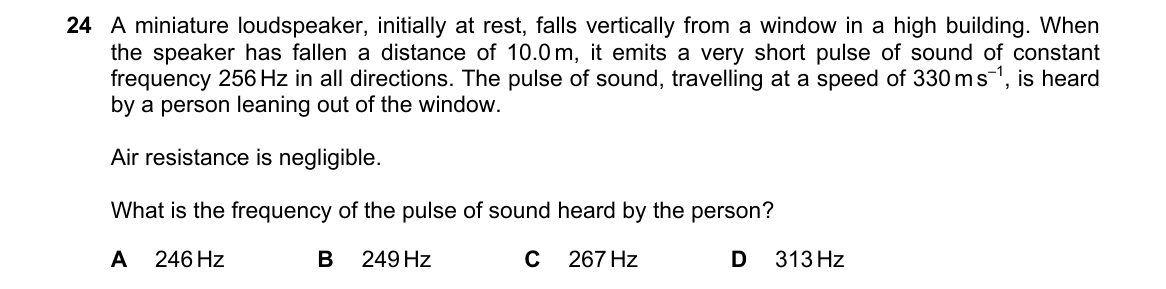 24 A miniature loudspeaker, initially at rest, falls vertically from a window in a high building. When
the speaker has fallen a distance of 10.0 m, it emits a very short pulse of sound of constant
frequency 256 Hz in all directions. The pulse of sound, travelling at a speed of 330 m s⁻¹, is heard
by a person leaning out of the window.
Air resistance is negligible.
What is the frequency of the pulse of sound heard by the person?
A 246 Hz B 249 Hz C 267 Hz D 313 Hz